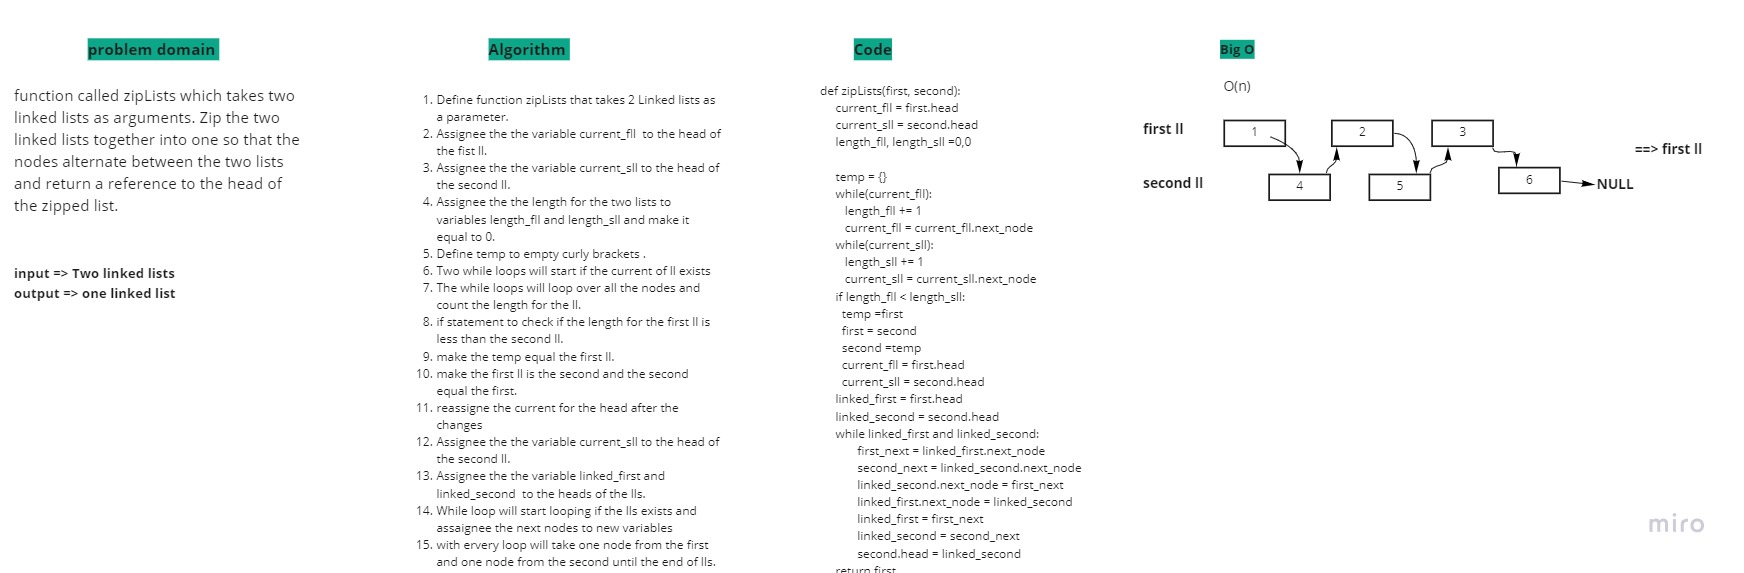 problem domain
function called zipLists which takes two
linked lists as arguments. Zip the two
linked lists together into one so that the
nodes alternate between the two lists
and return a reference to the head of
the zipped list.
input => Two linked lists
output => one linked list
Algorithm
1. Define function zipLists that takes 2 Linked lists as
a parameter.
2. Assignee the the variable current_fll to the head of
the fist ll.
3. Assignee the the variable current_sll to the head of
the second ll.
4. Assignee the the length for the two lists to
variables length_fll and length_sll and make it
equal to 0.
5. Define temp to empty curly brackets .
6. Two while loops will start if the current of ll exists
7. The while loops will loop over all the nodes and
count the length for the ll.
8. if statement to check if the length for the first ll is
less than the second ll.
9. make the temp equal the first ll.
10. make the first ll is the second and the second
equal the first.
11. reassigne the current for the head after the
changes
12. Assignee the the variable current_sll to the head of
the second ll.
13. Assignee the the variable linked_first and
linked_second to the heads of the lls.
14. While loop will start looping if the lls exists and
assaignee the next nodes to new variables
15. with ervery loop will take one node from the first
and one node from the second until the end of lls.
Code
def zipLists(first, second):
current_fll = first.head
current_sll = second.head
length_fll, length_sll =0,0
temp = {}
while(current_fll):
length_fll += 1
current_fll = current_fll.next_node
while(current_sll):
length_sll += 1
current_sll = current_sll.next_node
if length_fll < length_sll:
temp =first
first = second
second =temp
current_fll = first.head
current_sll = second.head
linked_first = first.head
linked_second = second.head
while linked_first and linked_second:
first_next = linked_first.next_node
second_next = linked_second.next_node
linked_second.next_node = first_next
linked_first.next_node = linked_second
linked_first = first_next
linked_second = second_next
second.head = linked_second
return first
Big O
O(n)
first ll
1
2
3
==> first ll
second ll
4
5
6
NULL
miro